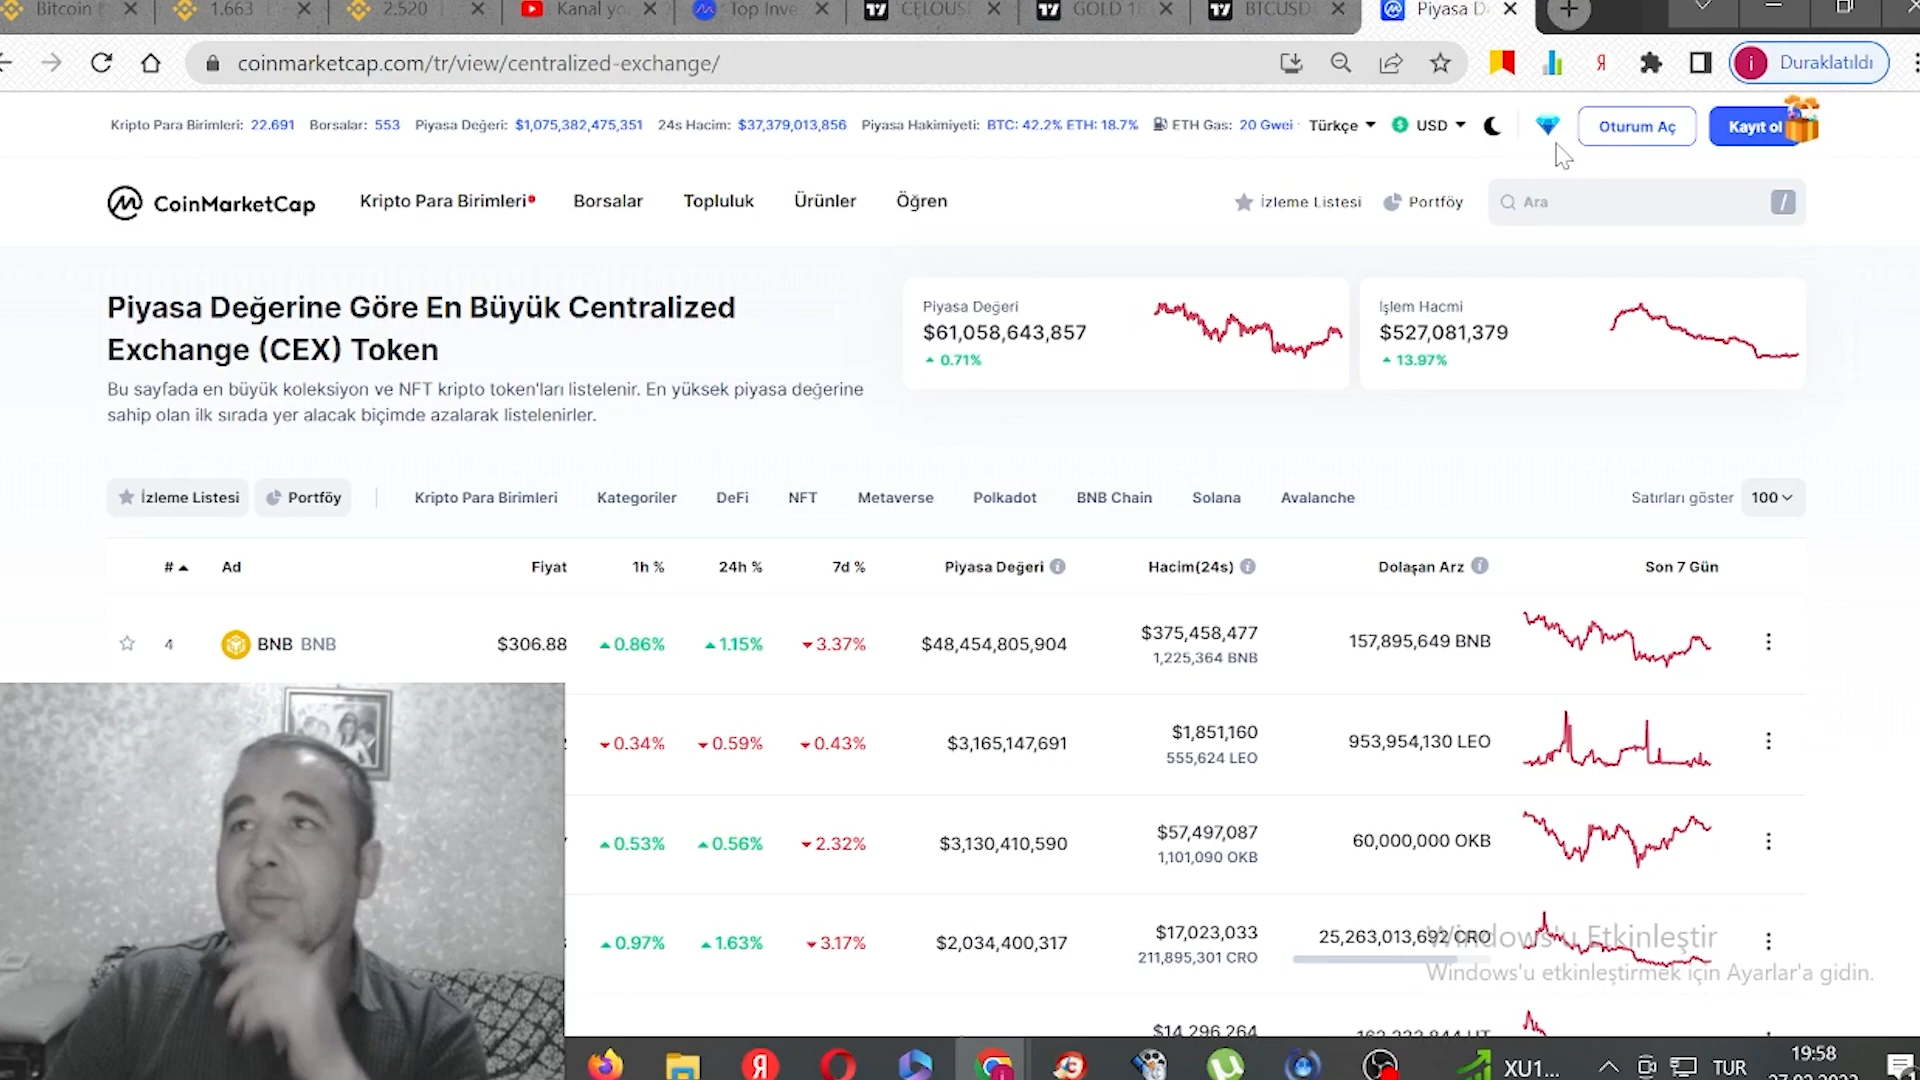 Bitcoin
1.663
2.520
Kanal yo
Top Inve
CELOUS
GOLD 18
BTCUSD
Piyasa D
coinmarketcap.com/tr/view/centralized-exchange/
Duraklatıldı
Kripto Para Birimleri: 22.691 Borsalar: 553 Piyasa Değeri: $1,075,382,475,351 24s Hacim: $37,379,013,856 Piyasa Hakimiyeti: BTC: 42.2% ETH: 18.7% ETH Gas: 20 Gwei Türkçe USD Oturum Aç Kayıt ol
CoinMarketCap Kripto Para Birimleri Borsalar Topluluk Ürünler Öğren İzleme Listesi Portföy Ara /
Piyasa Değerine Göre En Büyük Centralized
Exchange (CEX) Token
Bu sayfada en büyük koleksiyon ve NFT kripto token'ları listelenir. En yüksek piyasa değerine
sahip olan ilk sırada yer alacak biçimde azalarak listelenirler.
Piyasa Değeri
$61,058,643,857
0.71%
İşlem Hacmi
$527,081,379
13.97%
İzleme Listesi Portföy Kripto Para Birimleri Kategoriler DeFi NFT Metaverse Polkadot BNB Chain Solana Avalanche Satırları göster 100
# Ad Fiyat 1h % 24h % 7d % Piyasa Değeri Hacim(24s) Dolaşan Arz Son 7 Gün
4 BNB BNB $306.88 0.86% 1.15% 3.37% $48,454,805,904 $375,458,477 157,895,649 BNB
1,225,364 BNB
0.34% 0.59% 0.43% $3,165,147,691 $1,851,160 953,954,130 LEO
555,624 LEO
0.53% 0.56% 2.32% $3,130,410,590 $57,497,087 60,000,000 OKB
1,101,090 OKB
0.97% 1.63% 3.17% $2,034,400,317 $17,023,033 25,263,013,692 CRO
211,895,301 CRO
Windows'u Etkinleştir
Windows'u etkinleştirmek için Ayarlar'a gidin.
$14,296,264 162,233,844 HT
XU1... TUR 19:58